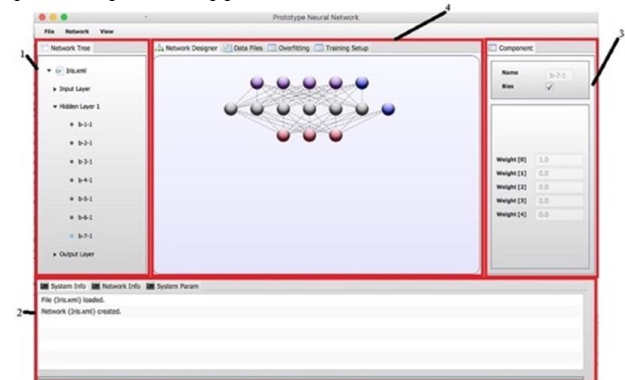 4
Prototype Neural Network
3
File Network View
1
Network Tree
Iris.xml
Input Layer
Hidden Layer 1
b-1-1
b-2-1
b-3-1
b-4-1
b-5-1
b-6-1
b-7-1
Output Layer
Network Designer Data Files Overfitting Training Setup
Component
Name b-7-1
Bias
Weight [0] 1.0
Weight [1] 0.0
Weight [2] 0.0
Weight [3] 0.0
Weight [4] 0.0
2
System Info Network Info System Param
File {Iris.xml} loaded.
Network {Iris.xml} created.